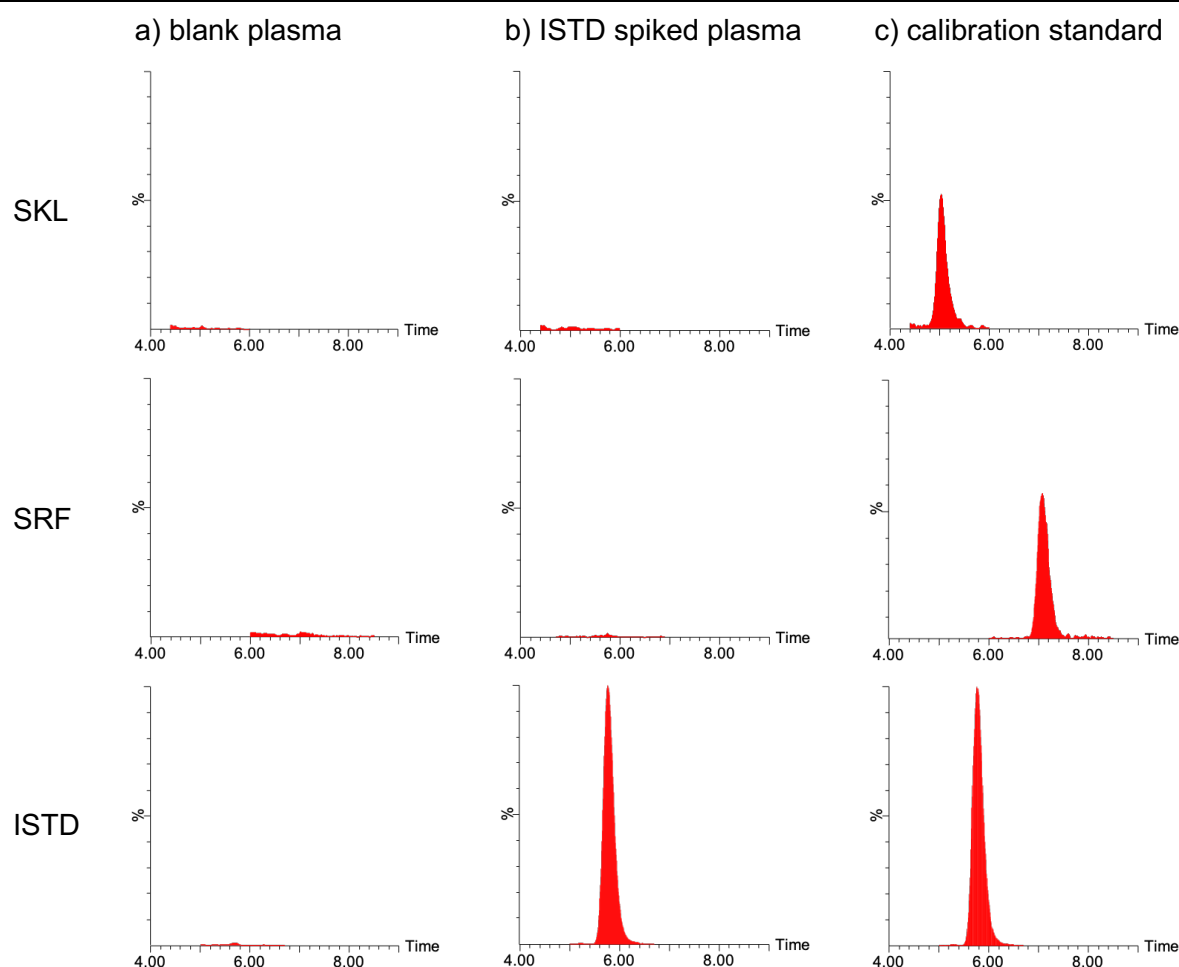 a) blank plasma b) ISTD spiked plasma c) calibration standard
SKL
% % %
Time Time Time
4.00 6.00 8.00 4.00 6.00 8.00 4.00 6.00 8.00
SRF
% % %
Time Time Time
4.00 6.00 8.00 4.00 6.00 8.00 4.00 6.00 8.00
ISTD
% % %
Time Time Time
4.00 6.00 8.00 4.00 6.00 8.00 4.00 6.00 8.00